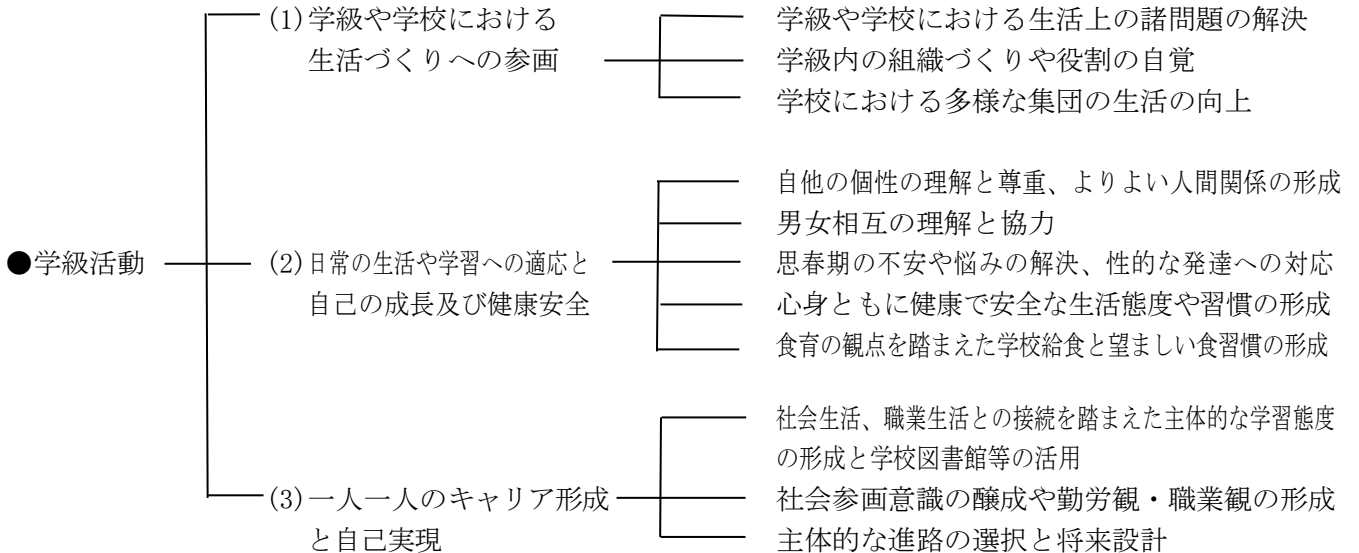 ●学級活動
(1)学級や学校における
生活づくりへの参画
学級や学校における生活上の諸問題の解決
学級内の組織づくりや役割の自覚
学校における多様な集団の生活の向上
(2)日常の生活や学習への適応と
自己の成長及び健康安全
自他の個性の理解と尊重、よりよい人間関係の形成
男女相互の理解と協力
思春期の不安や悩みの解決、性的な発達への対応
心身ともに健康で安全な生活態度や習慣の形成
食育の観点を踏まえた学校給食と望ましい食習慣の形成
(3)一人一人のキャリア形成
と自己実現
社会生活、職業生活との接続を踏まえた主体的な学習態度
の形成と学校図書館等の活用
社会参画意識の醸成や勤労観・職業観の形成
主体的な進路の選択と将来設計